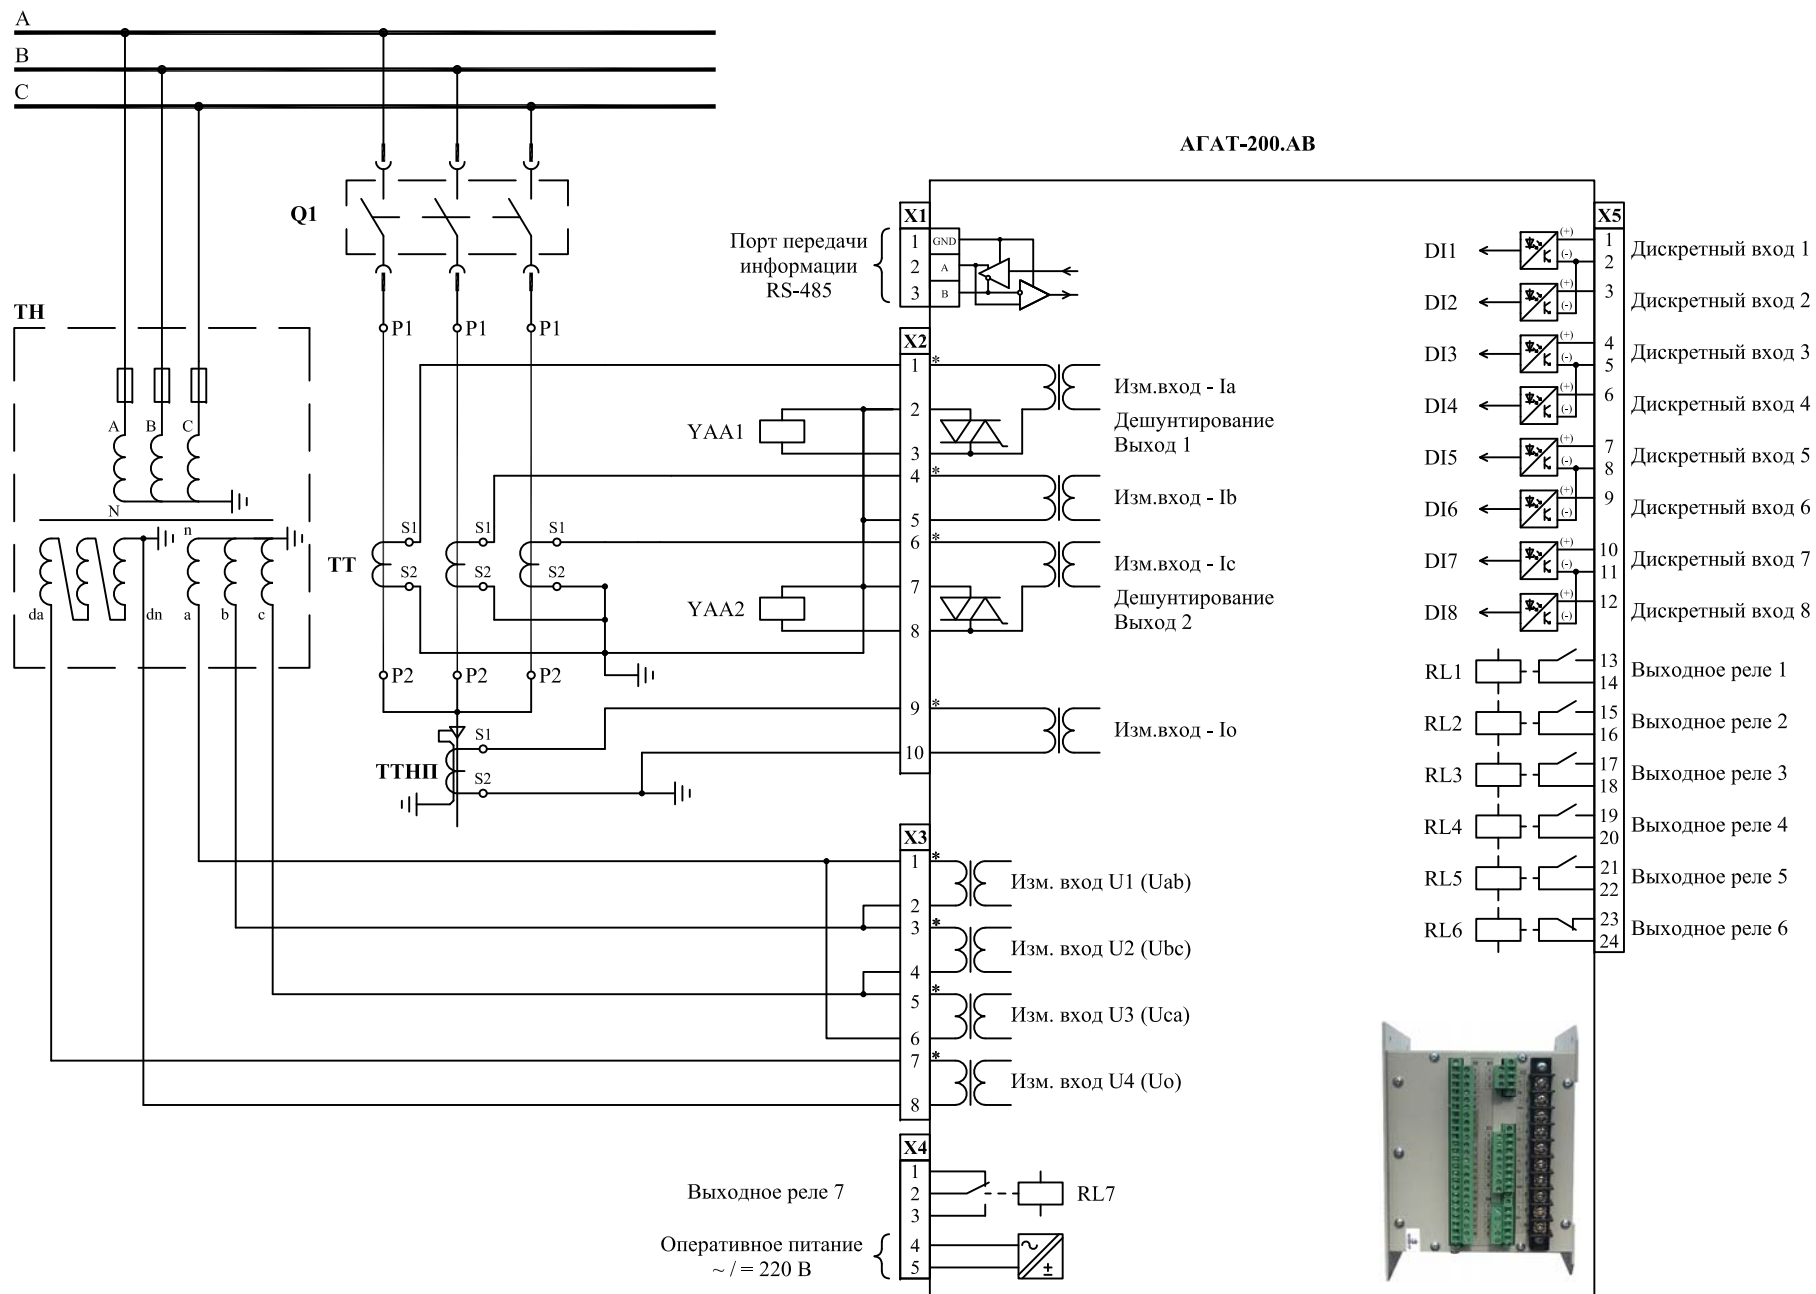 A
B
C
АГАТ-200.АВ
Q1
ТН
A B C
N
n
da dn a b c
P1 P1 P1
S1 S1 S1
ТТ
S2 S2 S2
P2 P2 P2
S1
ТТНП
S2
Порт передачи
информации
RS-485
X1
1 GND
2 A
3 B
X2
1 *
Изм.вход - Ia
2
YAA1
Дешунтирование
Выход 1
3
4 *
Изм.вход - Ib
5
6 *
Изм.вход - Ic
7
YAA2
Дешунтирование
Выход 2
8
9 *
Изм.вход - Io
10
X3
1 *
Изм. вход U1 (Uab)
2
3 *
Изм. вход U2 (Ubc)
4
5 *
Изм. вход U3 (Uca)
6
7 *
Изм. вход U4 (Uo)
8
X4
1
Выходное реле 7 2 RL7
3
Оперативное питание
~ / = 220 В
4
5
~
±
X5
DI1 (+) (-) 1 2 Дискретный вход 1
DI2 (+) (-) 3 Дискретный вход 2
DI3 (+) (-) 4 5 Дискретный вход 3
DI4 (+) (-) 6 Дискретный вход 4
DI5 (+) (-) 7 8 Дискретный вход 5
DI6 (+) (-) 9 Дискретный вход 6
DI7 (+) (-) 10 11 Дискретный вход 7
DI8 (+) (-) 12 Дискретный вход 8
RL1 13 14 Выходное реле 1
RL2 15 16 Выходное реле 2
RL3 17 18 Выходное реле 3
RL4 19 20 Выходное реле 4
RL5 21 22 Выходное реле 5
RL6 23 24 Выходное реле 6